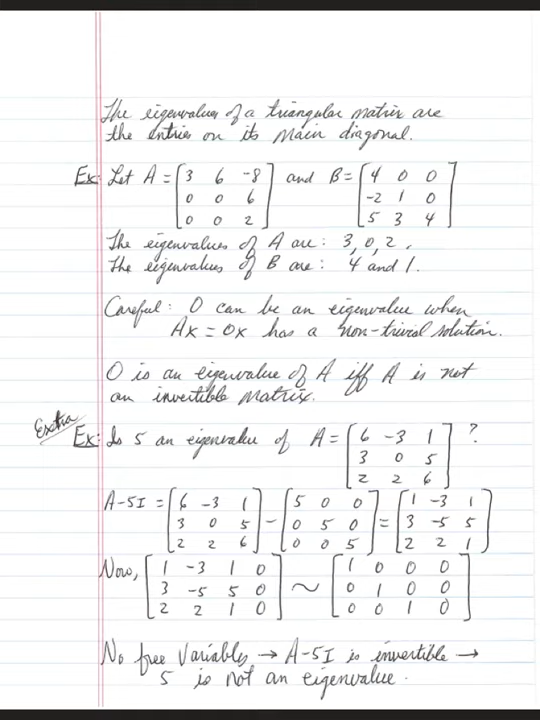 The eigenvalues of a triangular matrix are
the entries on its main diagonal.
Ex: Let A = [3 6 -8 and B = [4 0 0
0 0 6 -2 1 0
0 0 2] 5 3 4]
The eigenvalues of A are: 3, 0, 2.
The eigenvalues of B are: 4 and 1.
Careful: 0 can be an eigenvalue when
Ax = 0x has a non-trivial solution.
0 is an eigenvalue of A iff A is not
an invertible matrix.
Extra
Ex: Is 5 an eigenvalue of A = [6 -3 1 ?
3 0 5
2 2 6]
A-5I = [6 -3 1 - [5 0 0 = [1 -3 1
3 0 5 0 5 0 3 -5 5
2 2 6] 0 0 5] 2 2 1]
Now, [1 -3 1 0 ~ [1 0 0 0
3 -5 5 0 0 1 0 0
2 2 1 0] 0 0 1 0]
No free variables → A-5I is invertible →
5 is not an eigenvalue.